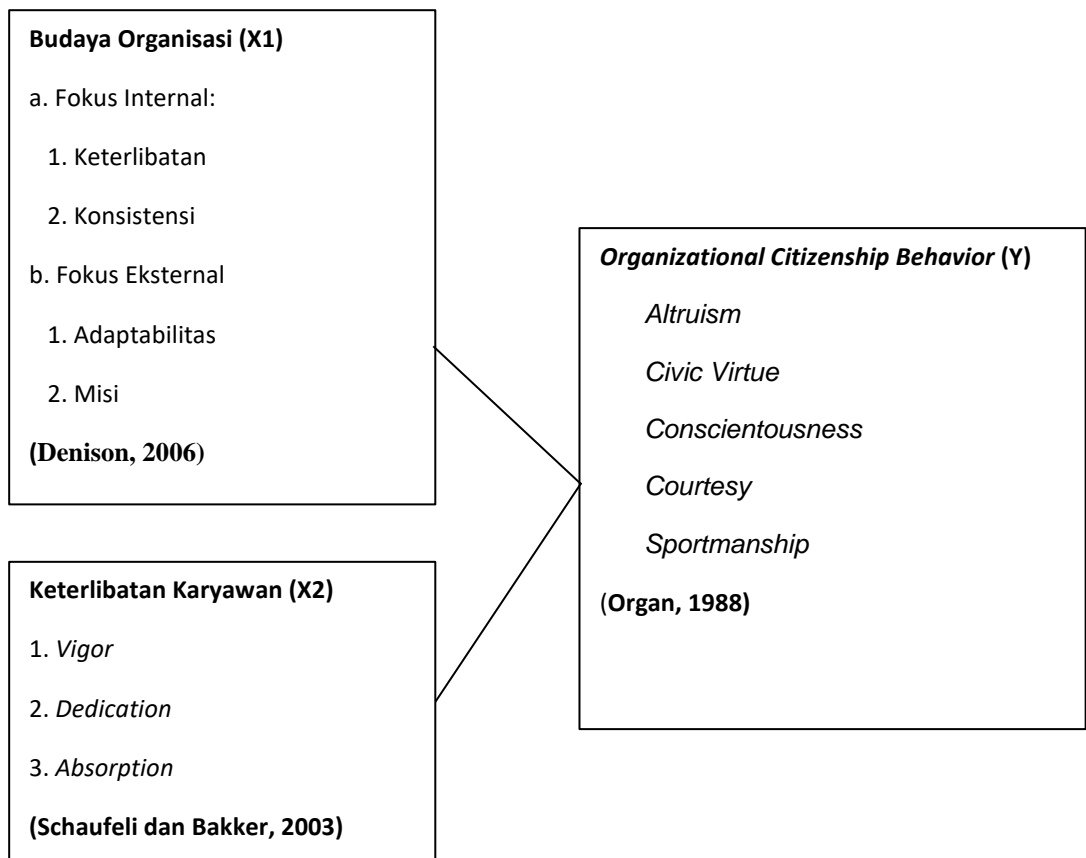 Budaya Organisasi (X1)
a. Fokus Internal:
1. Keterlibatan
2. Konsistensi
b. Fokus Eksternal
1. Adaptabilitas
2. Misi
(Denison, 2006)
Keterlibatan Karyawan (X2)
1. Vigor
2. Dedication
3. Absorption
(Schaufeli dan Bakker, 2003)
Organizational Citizenship Behavior (Y)
Altruism
Civic Virtue
Conscientousness
Courtesy
Sportmanship
(Organ, 1988)